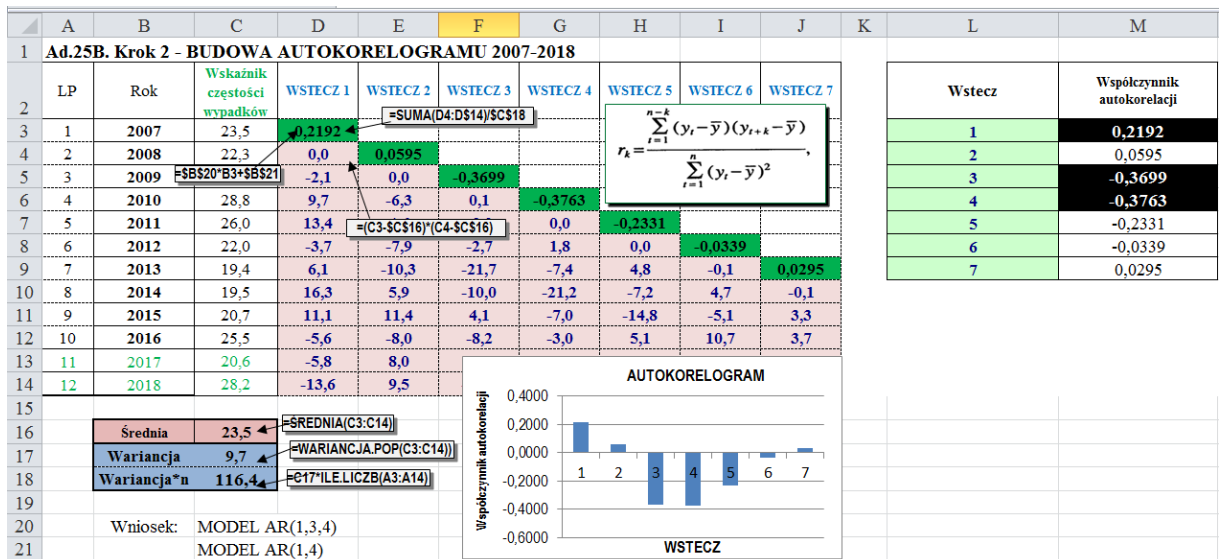 A B C D E F G H I J K L M
1 Ad.25B. Krok 2 - BUDOWA AUTOKORELOGRAMU 2007-2018
2 LP Rok Wskaźnik częstości wypadków WSTECZ 1 WSTECZ 2 WSTECZ 3 WSTECZ 4 WSTECZ 5 WSTECZ 6 WSTECZ 7 Wstecz Współczynnik autokorelacji
=SUMA(D4:D$14)/$C$18
3 1 2007 23,5 0,2192 1 0,2192
4 2 2008 22,3 0,0 0,0595 2 0,0595
=$B$20*B3+$B$21
5 3 2009 -2,1 0,0 -0,3699 3 -0,3699
6 4 2010 28,8 9,7 -6,3 0,1 -0,3763 4 -0,3763
7 5 2011 26,0 13,4 0,0 -0,2331 5 -0,2331
=(C3-$C$16)*(C4-$C$16)
8 6 2012 22,0 -3,7 -7,9 -2,7 1,8 0,0 -0,0339 6 -0,0339
9 7 2013 19,4 6,1 -10,3 -21,7 -7,4 4,8 -0,1 0,0295 7 0,0295
10 8 2014 19,5 16,3 5,9 -10,0 -21,2 -7,2 4,7 -0,1
11 9 2015 20,7 11,1 11,4 4,1 -7,0 -14,8 -5,1 3,3
12 10 2016 25,5 -5,6 -8,0 -8,2 -3,0 5,1 10,7 3,7
13 11 2017 20,6 -5,8 8,0
14 12 2018 28,2 -13,6 9,5
15
16 Średnia 23,5 =ŚREDNIA(C3:C14)
17 Wariancja 9,7 =WARIANCJA.POP(C3:C14))
18 Wariancja*n 116,4 =C17*ILE.LICZB(A3:A14)
19
20 Wniosek: MODEL AR(1,3,4)
21 MODEL AR(1,4)
r_k = \frac{\sum_{t=1}^{n-k} (y_t - \overline{y})(y_{t+k} - \overline{y})}{\sum_{t=1}^{n} (y_t - \overline{y})^2},
AUTOKORELOGRAM
Współczynnik autokorelacji
0,4000
0,2000
0,0000
-0,2000
-0,4000
-0,6000
1 2 3 4 5 6 7
WSTECZ